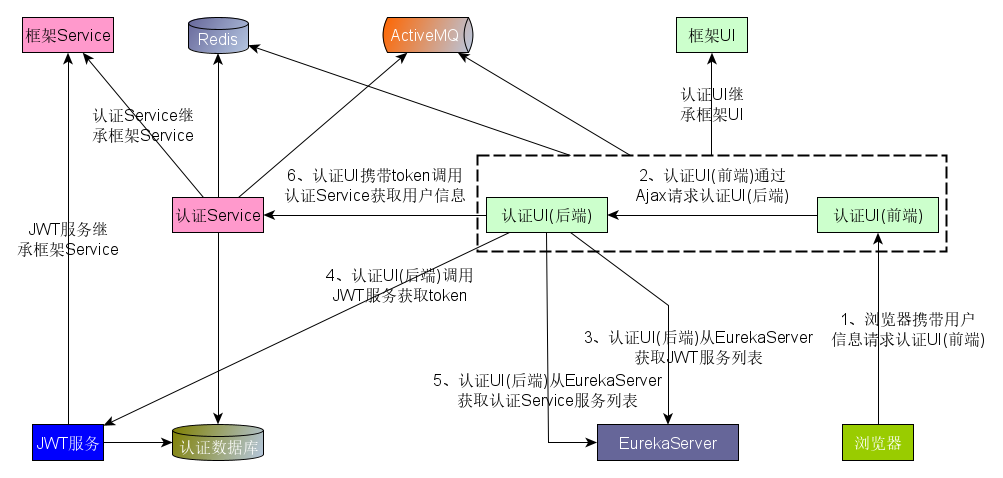 框架Service
Redis
ActiveMQ
框架UI
认证Service继
承框架Service
认证UI继
承框架UI
6、认证UI携带token调用
认证Service获取用户信息
2、认证UI(前端)通过
Ajax请求认证UI(后端)
认证Service
认证UI(后端)
认证UI(前端)
JWT服务继
承框架Service
4、认证UI(后端)调用
JWT服务获取token
1、浏览器携带用户
信息请求认证UI(前端)
3、认证UI(后端)从EurekaServer
获取JWT服务列表
5、认证UI(后端)从EurekaServer
获取认证Service服务列表
JWT服务
认证数据库
EurekaServer
浏览器